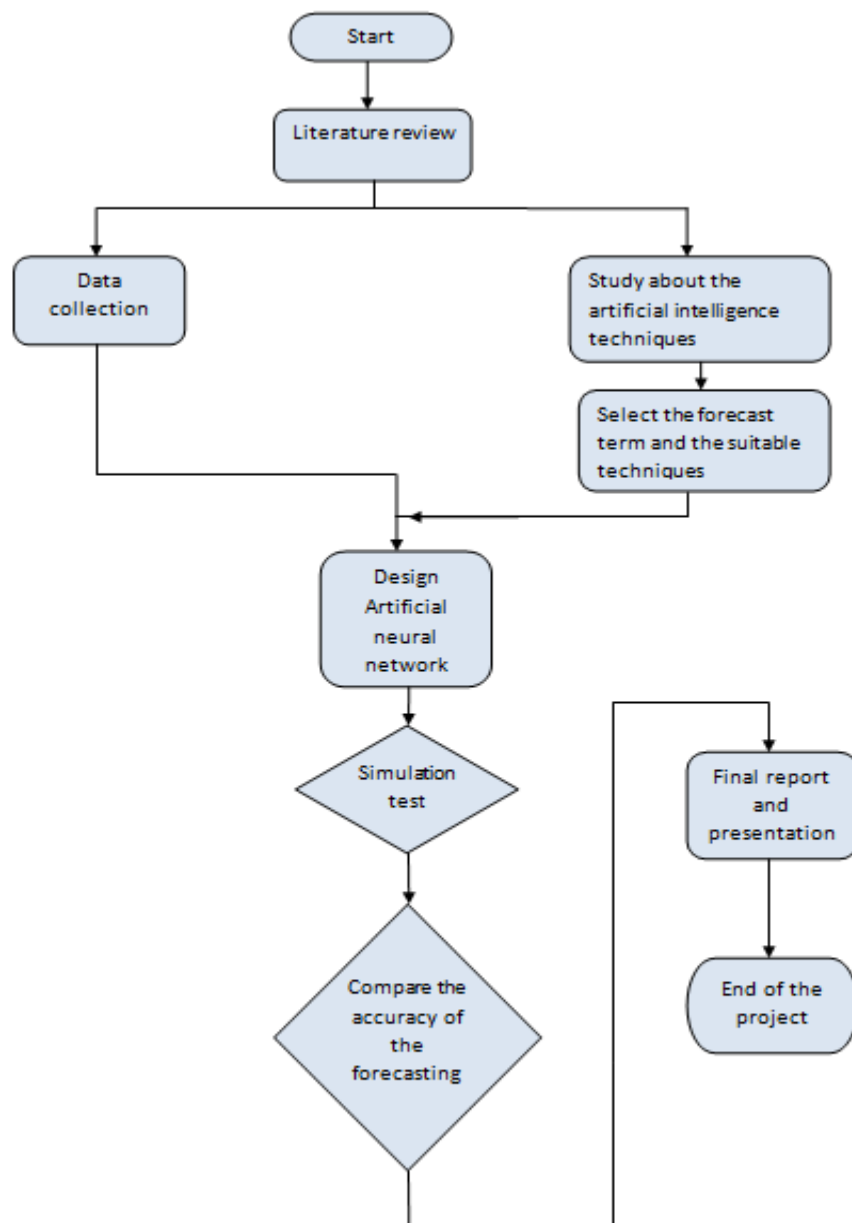 Start
Literature review
Data
collection
Study about the
artificial intelligence
techniques
Select the forecast
term and the suitable
techniques
Design
Artificial
neural
network
Simulation
test
Compare the
accuracy of
the
forecasting
Final report
and
presentation
End of the
project